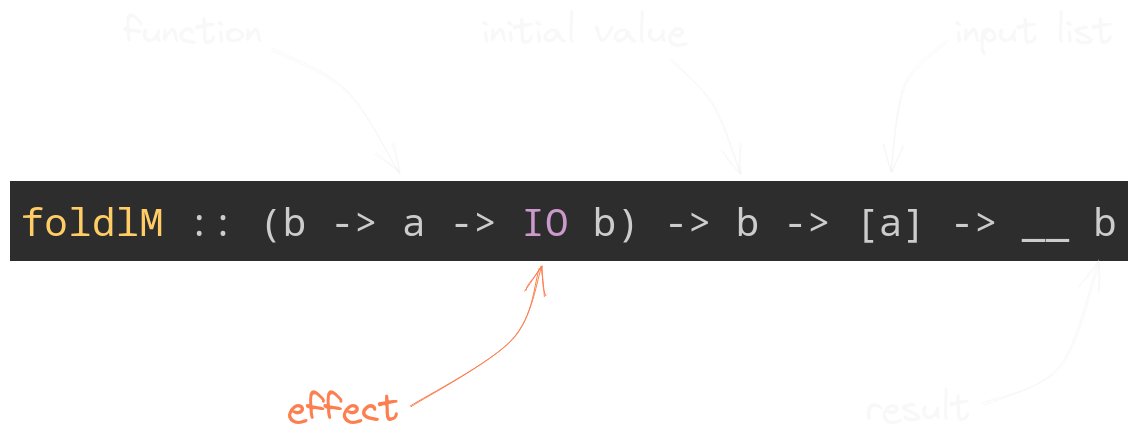 function initial value input list
foldlM :: (b -> a -> IO b) -> b -> [a] -> __ b
effect
result